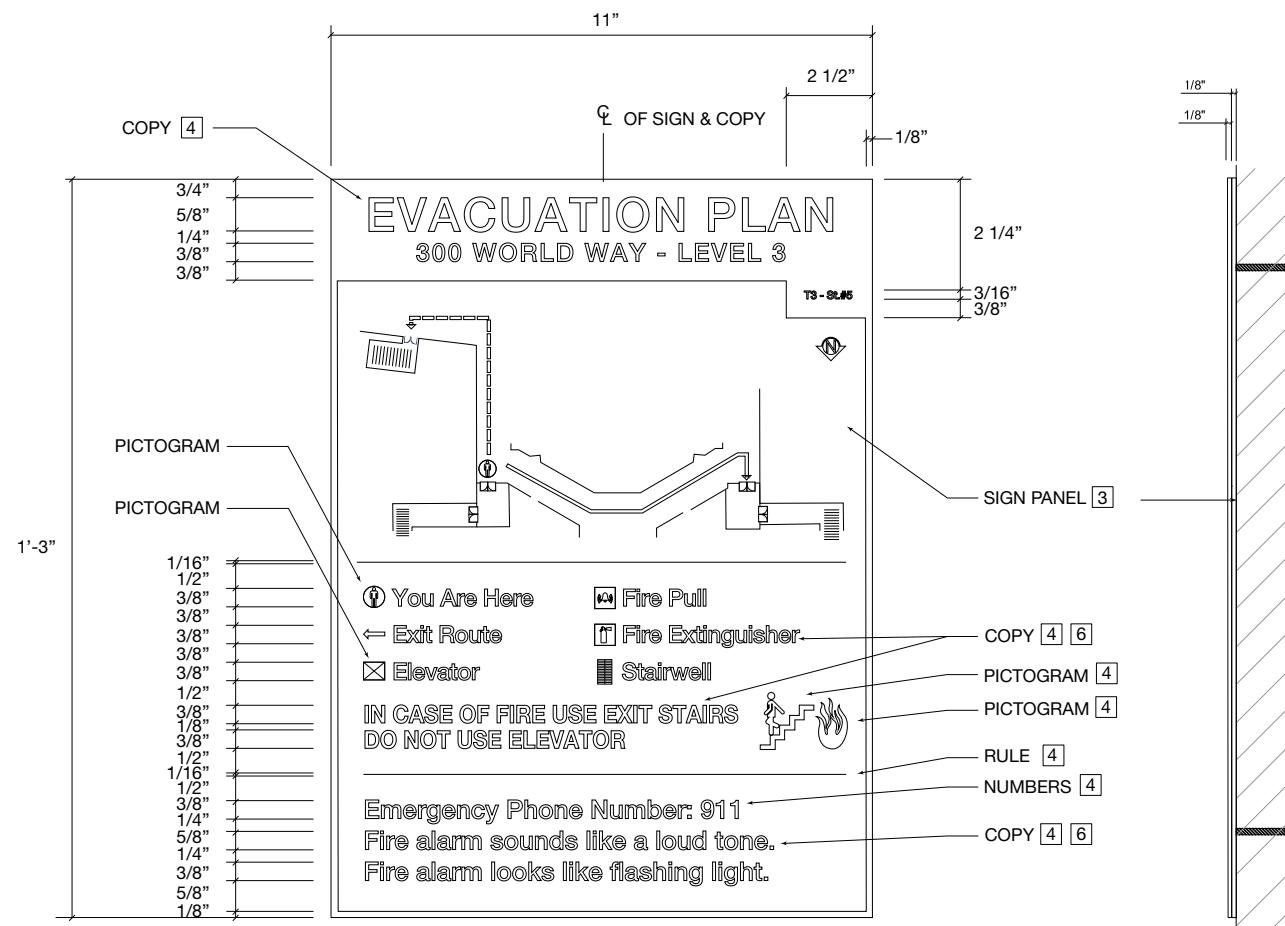 11”
2 1/2”
℄ OF SIGN & COPY
1/8”
1/8"
1/8"
COPY 4
3/4”
5/8”
1/4”
3/8”
3/8”
EVACUATION PLAN
300 WORLD WAY - LEVEL 3
2 1/4”
T3 - St.#5
3/16”
3/8”
N
PICTOGRAM
PICTOGRAM
SIGN PANEL 3
1’-3”
1/16”
1/2”
3/8”
3/8”
3/8”
3/8”
3/8”
1/2”
3/8”
1/8”
3/8”
1/2”
1/16”
1/2”
3/8”
1/4”
5/8”
1/4”
3/8”
5/8”
1/8”
You Are Here
Fire Pull
Exit Route
Fire Extinguisher
Elevator
Stairwell
COPY 4 6
PICTOGRAM 4
PICTOGRAM 4
IN CASE OF FIRE USE EXIT STAIRS
DO NOT USE ELEVATOR
RULE 4
NUMBERS 4
Emergency Phone Number: 911
Fire alarm sounds like a loud tone.
Fire alarm looks like flashing light.
COPY 4 6